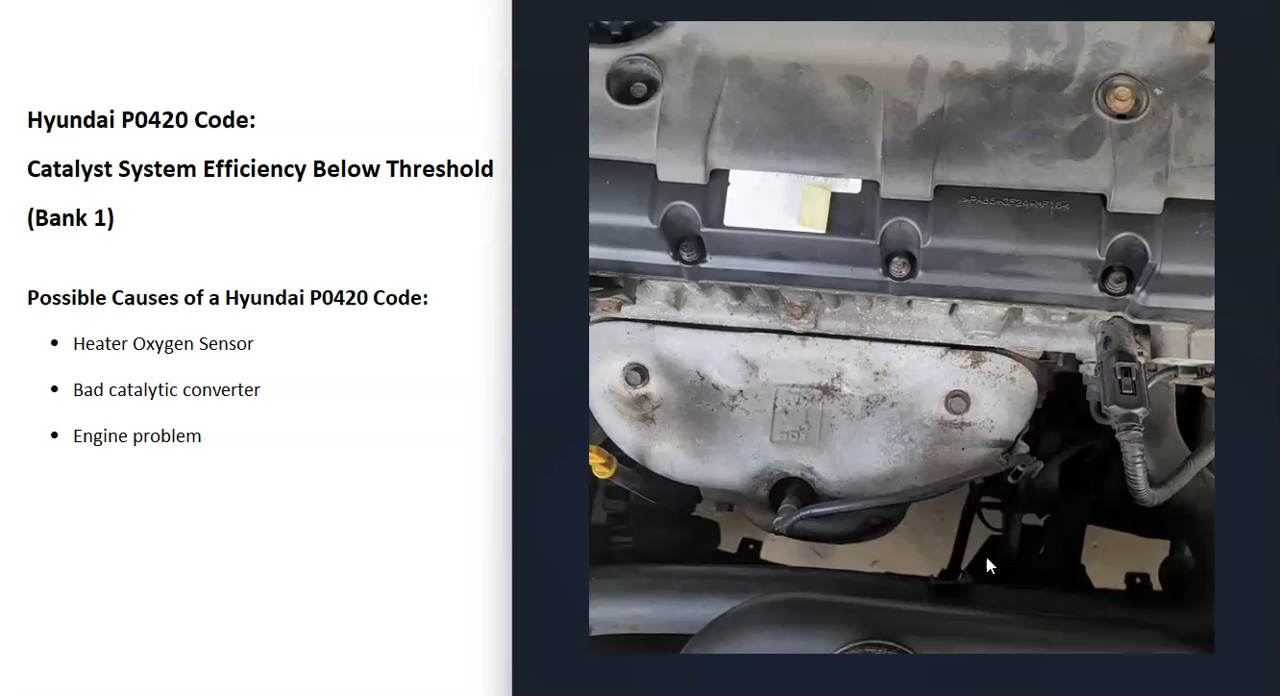 Hyundai P0420 Code:
Catalyst System Efficiency Below Threshold
(Bank 1)
Possible Causes of a Hyundai P0420 Code:
• Heater Oxygen Sensor
• Bad catalytic converter
• Engine problem